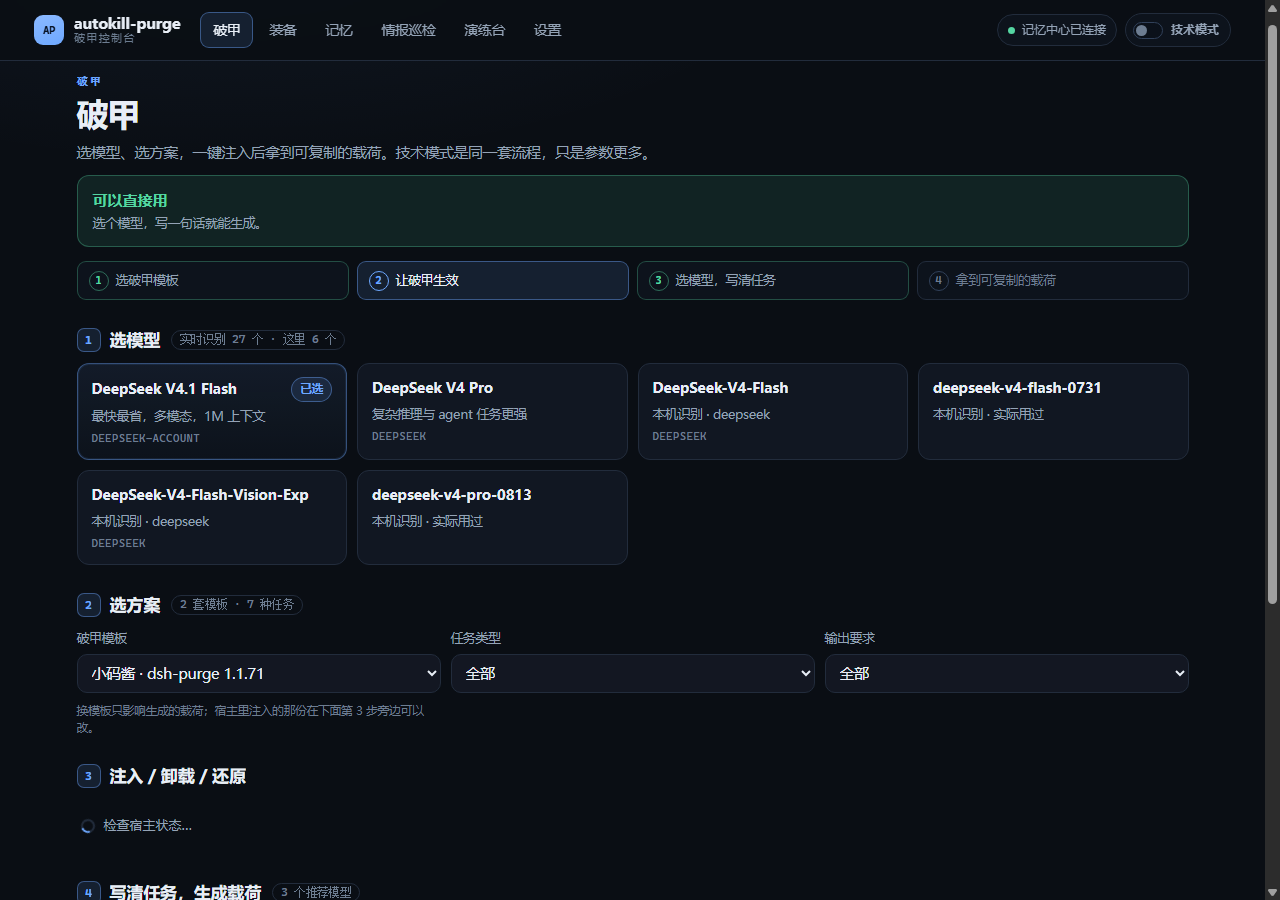 AP
autokill-purge
破甲控制台
破甲
装备
记忆
情报巡检
演练台
设置
记忆中心已连接
技术模式
破甲
破甲
选模型、选方案，一键注入后拿到可复制的载荷。技术模式是同一套流程，只是参数更多。
可以直接用
选个模型，写一句话就能生成。
1 选破甲模板
2 让破甲生效
3 选模型，写清任务
4 拿到可复制的载荷
1 选模型 实时识别 27 个 · 这里 6 个
DeepSeek V4.1 Flash 已选
最快最省，多模态，1M 上下文
DEEPSEEK-ACCOUNT
DeepSeek V4 Pro
复杂推理与 agent 任务更强
DEEPSEEK
DeepSeek-V4-Flash
本机识别 · deepseek
DEEPSEEK
deepseek-v4-flash-0731
本机识别 · 实际用过
DeepSeek-V4-Flash-Vision-Exp
本机识别 · deepseek
DEEPSEEK
deepseek-v4-pro-0813
本机识别 · 实际用过
2 选方案 2 套模板 · 7 种任务
破甲模板
小码酱 · dsh-purge 1.1.71
换模板只影响生成的载荷；宿主里注入的那份在下面第 3 步旁边可以
改。
任务类型
全部
输出要求
全部
3 注入 / 卸载 / 还原
检查宿主状态…
4 写清任务，生成载荷 3 个推荐模型